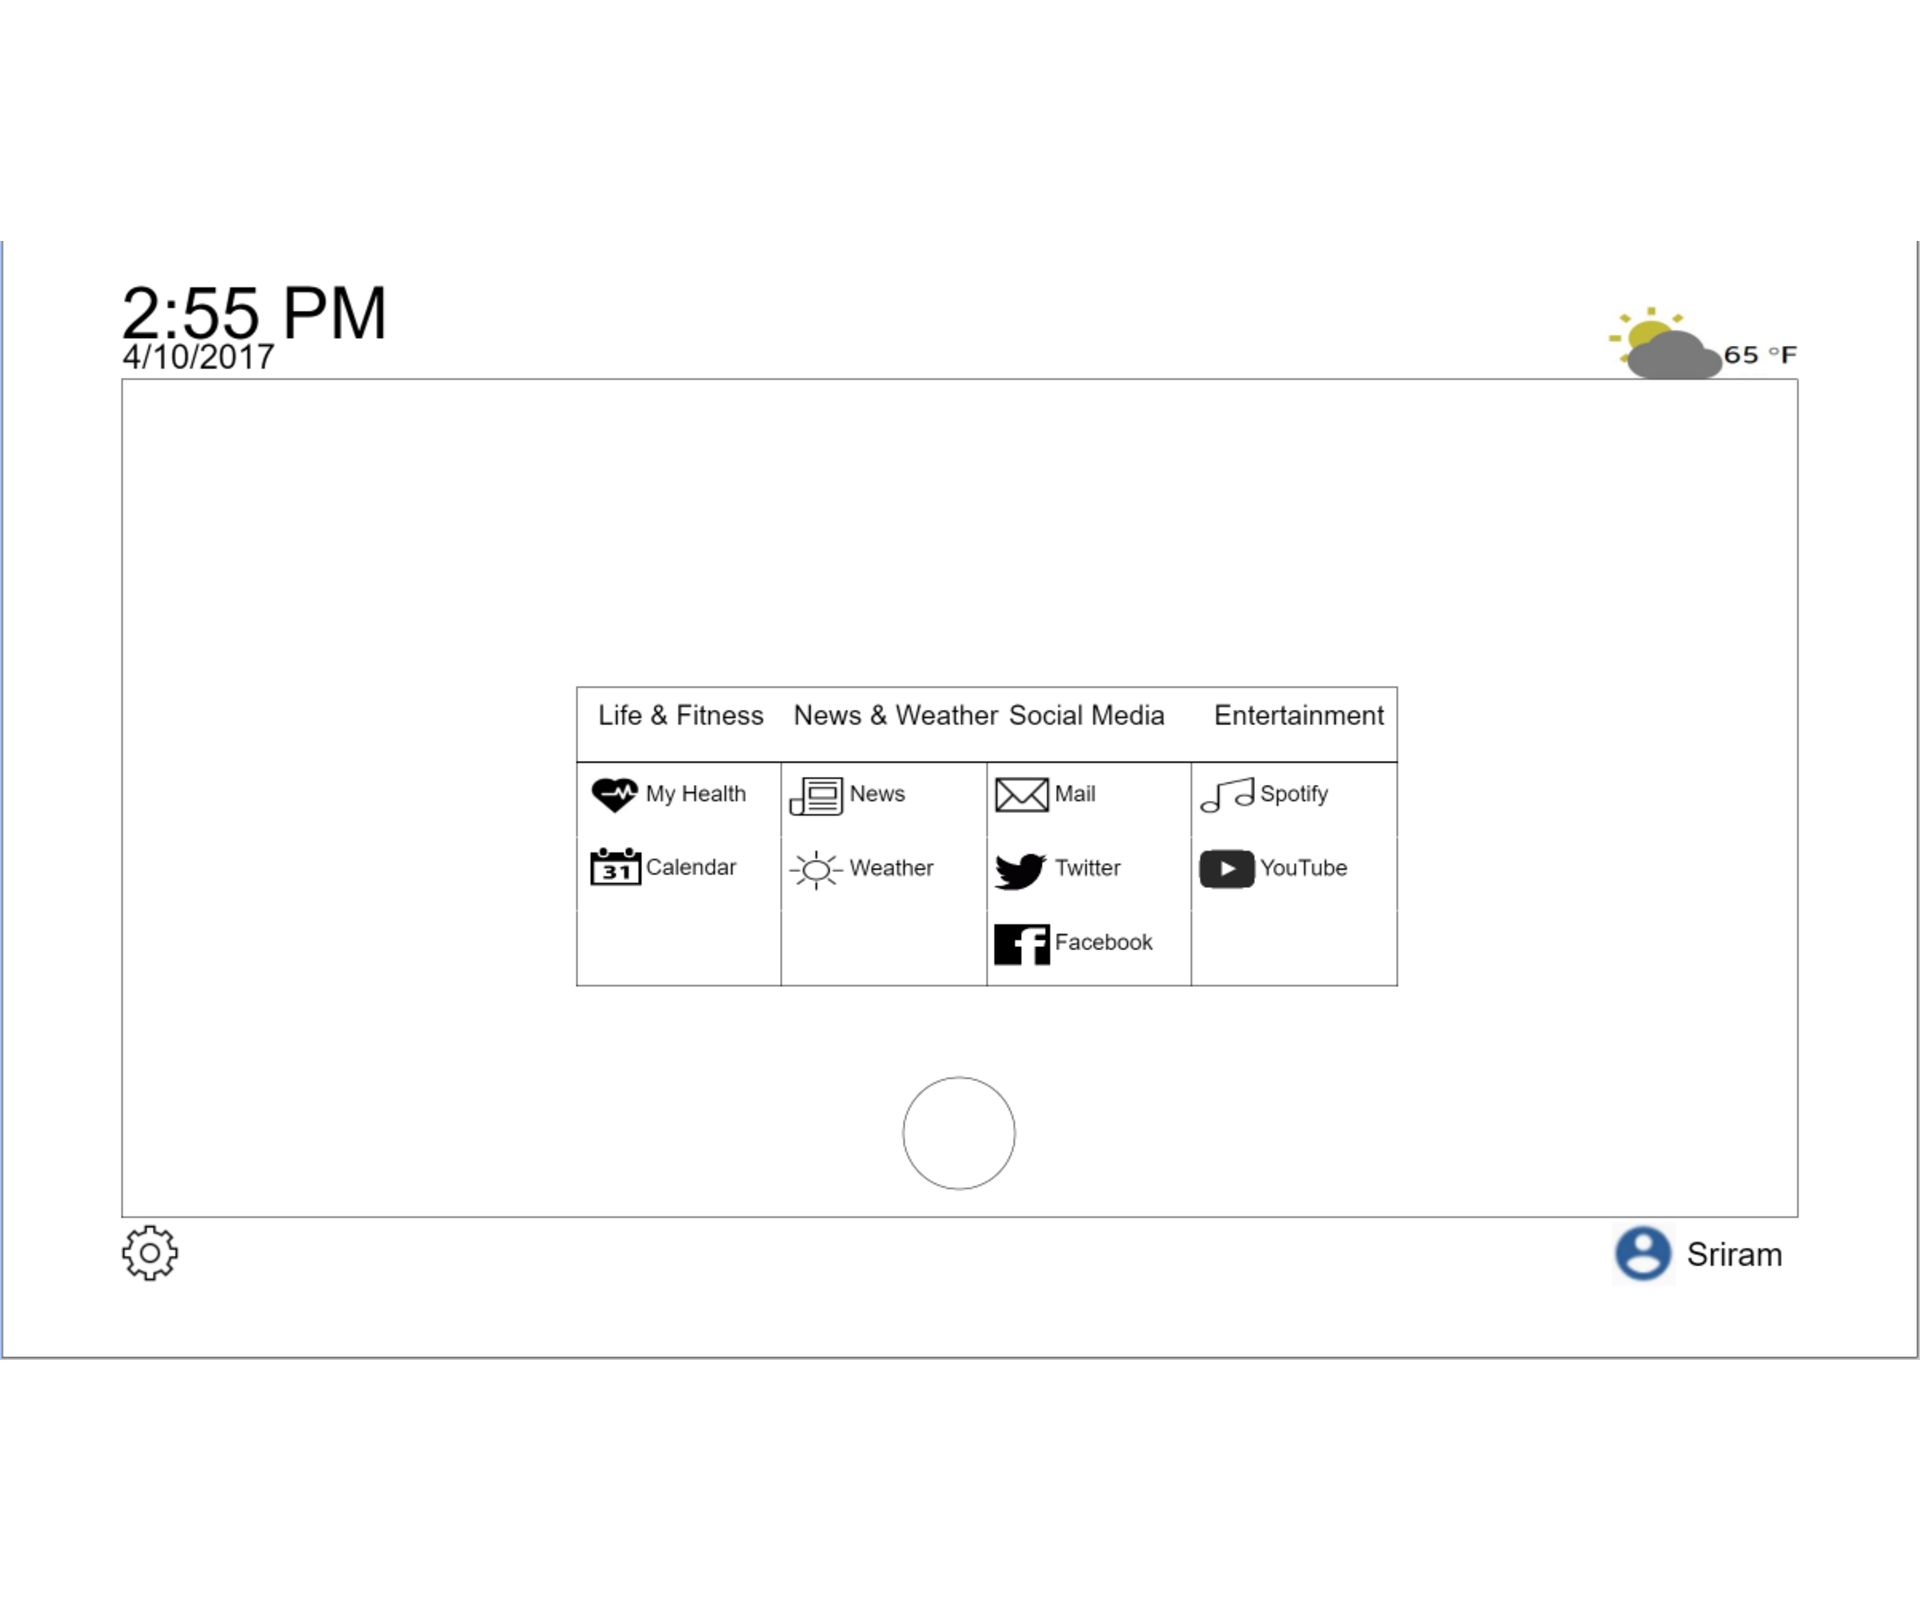 2:55 PM
4/10/2017
65 °F
Life & Fitness News & Weather Social Media Entertainment
My Health News Mail Spotify
31 Calendar Weather Twitter YouTube
f Facebook
Sriram